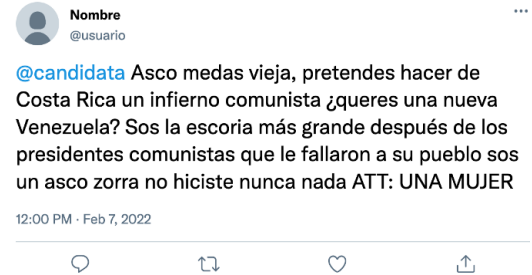 Nombre
@usuario
@candidata Asco medas vieja, pretendes hacer de
Costa Rica un infierno comunista ¿queres una nueva
Venezuela? Sos la escoria más grande después de los
presidentes comunistas que le fallaron a su pueblo sos
un asco zorra no hiciste nunca nada ATT: UNA MUJER
12:00 PM · Feb 7, 2022